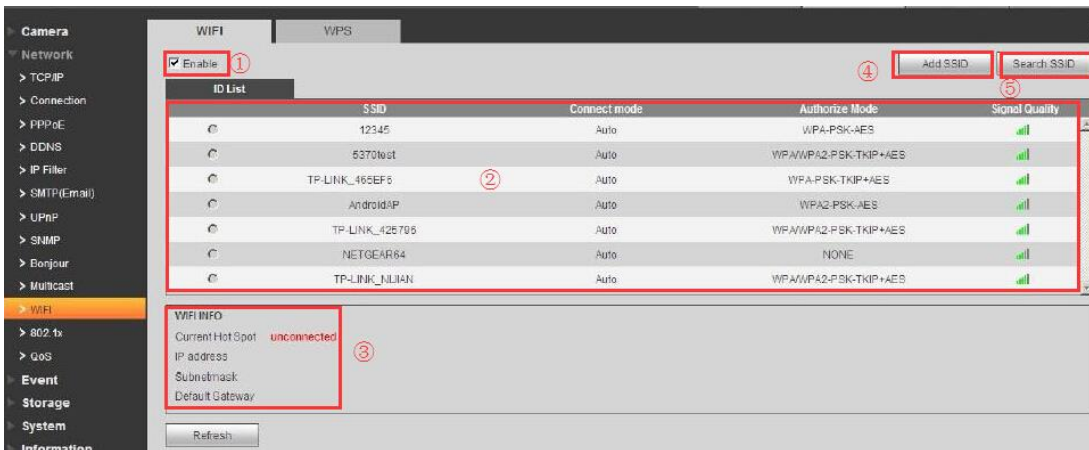 Camera
WIFI
WPS
Network
Enable
①
④
Add SSID
Search SSID
⑤
> TCP/IP
ID List
> Connection
SSID
Connect mode
Authorize Mode
Signal Quality
> PPPoE
12345
Auto
WPA-PSK-AES
> DDNS
5370test
Auto
WPA/WPA2-PSK-TKIP+AES
> IP Filter
TP-LINK_465EF6
②
Auto
WPA-PSK-TKIP+AES
> SMTP(Email)
AndroidAP
Auto
WPA2-PSK-AES
> UPnP
TP-LINK_425795
Auto
WPA/WPA2-PSK-TKIP+AES
> SNMP
NETGEAR64
Auto
NONE
> Bonjour
TP-LINK_NIJIAN
Auto
WPA/WPA2-PSK-TKIP+AES
> Multicast
> WIFI
WIFI INFO
> 802.1x
Current Hot Spot unconnected
③
> QoS
IP address
Event
Subnetmask
Storage
Default Gateway
System
Refresh
Information